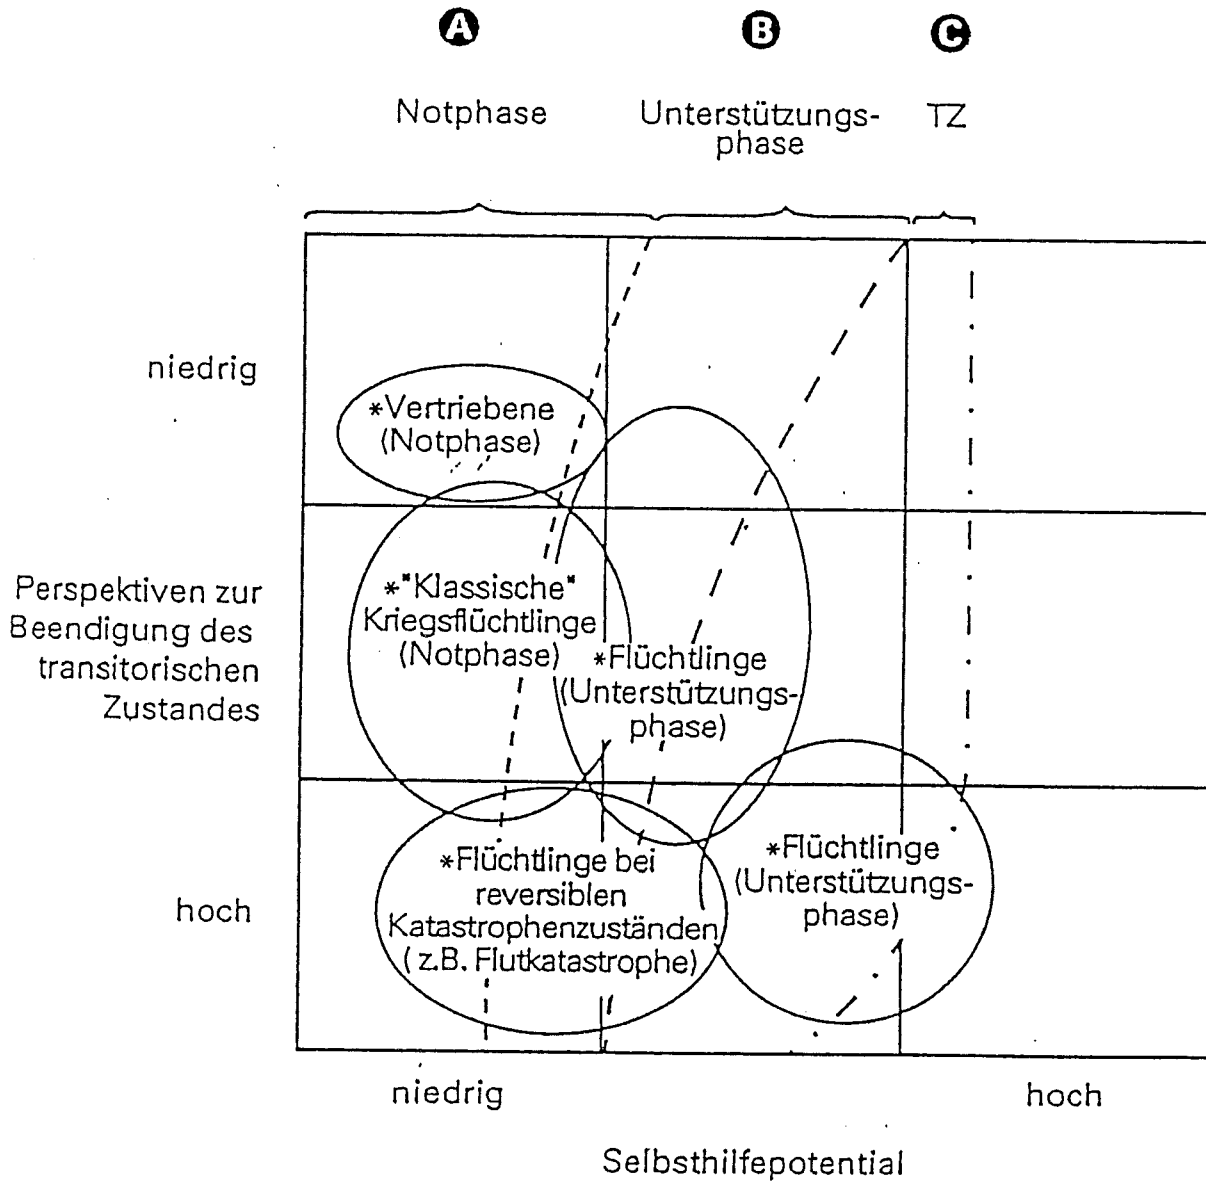 A
B
C
Notphase
Unterstützungs-
phase
TZ
niedrig
*Vertriebene
(Notphase)
Perspektiven zur
Beendigung des
transitorischen
Zustandes
*"Klassische"
Kriegsflüchtlinge
(Notphase)
*Flüchtlinge
(Unterstützungs-
phase)
hoch
*Flüchtlinge bei
reversiblen
Katastrophenzuständen
(z.B. Flutkatastrophe)
*Flüchtlinge
(Unterstützungs-
phase)
niedrig
hoch
Selbsthilfepotential